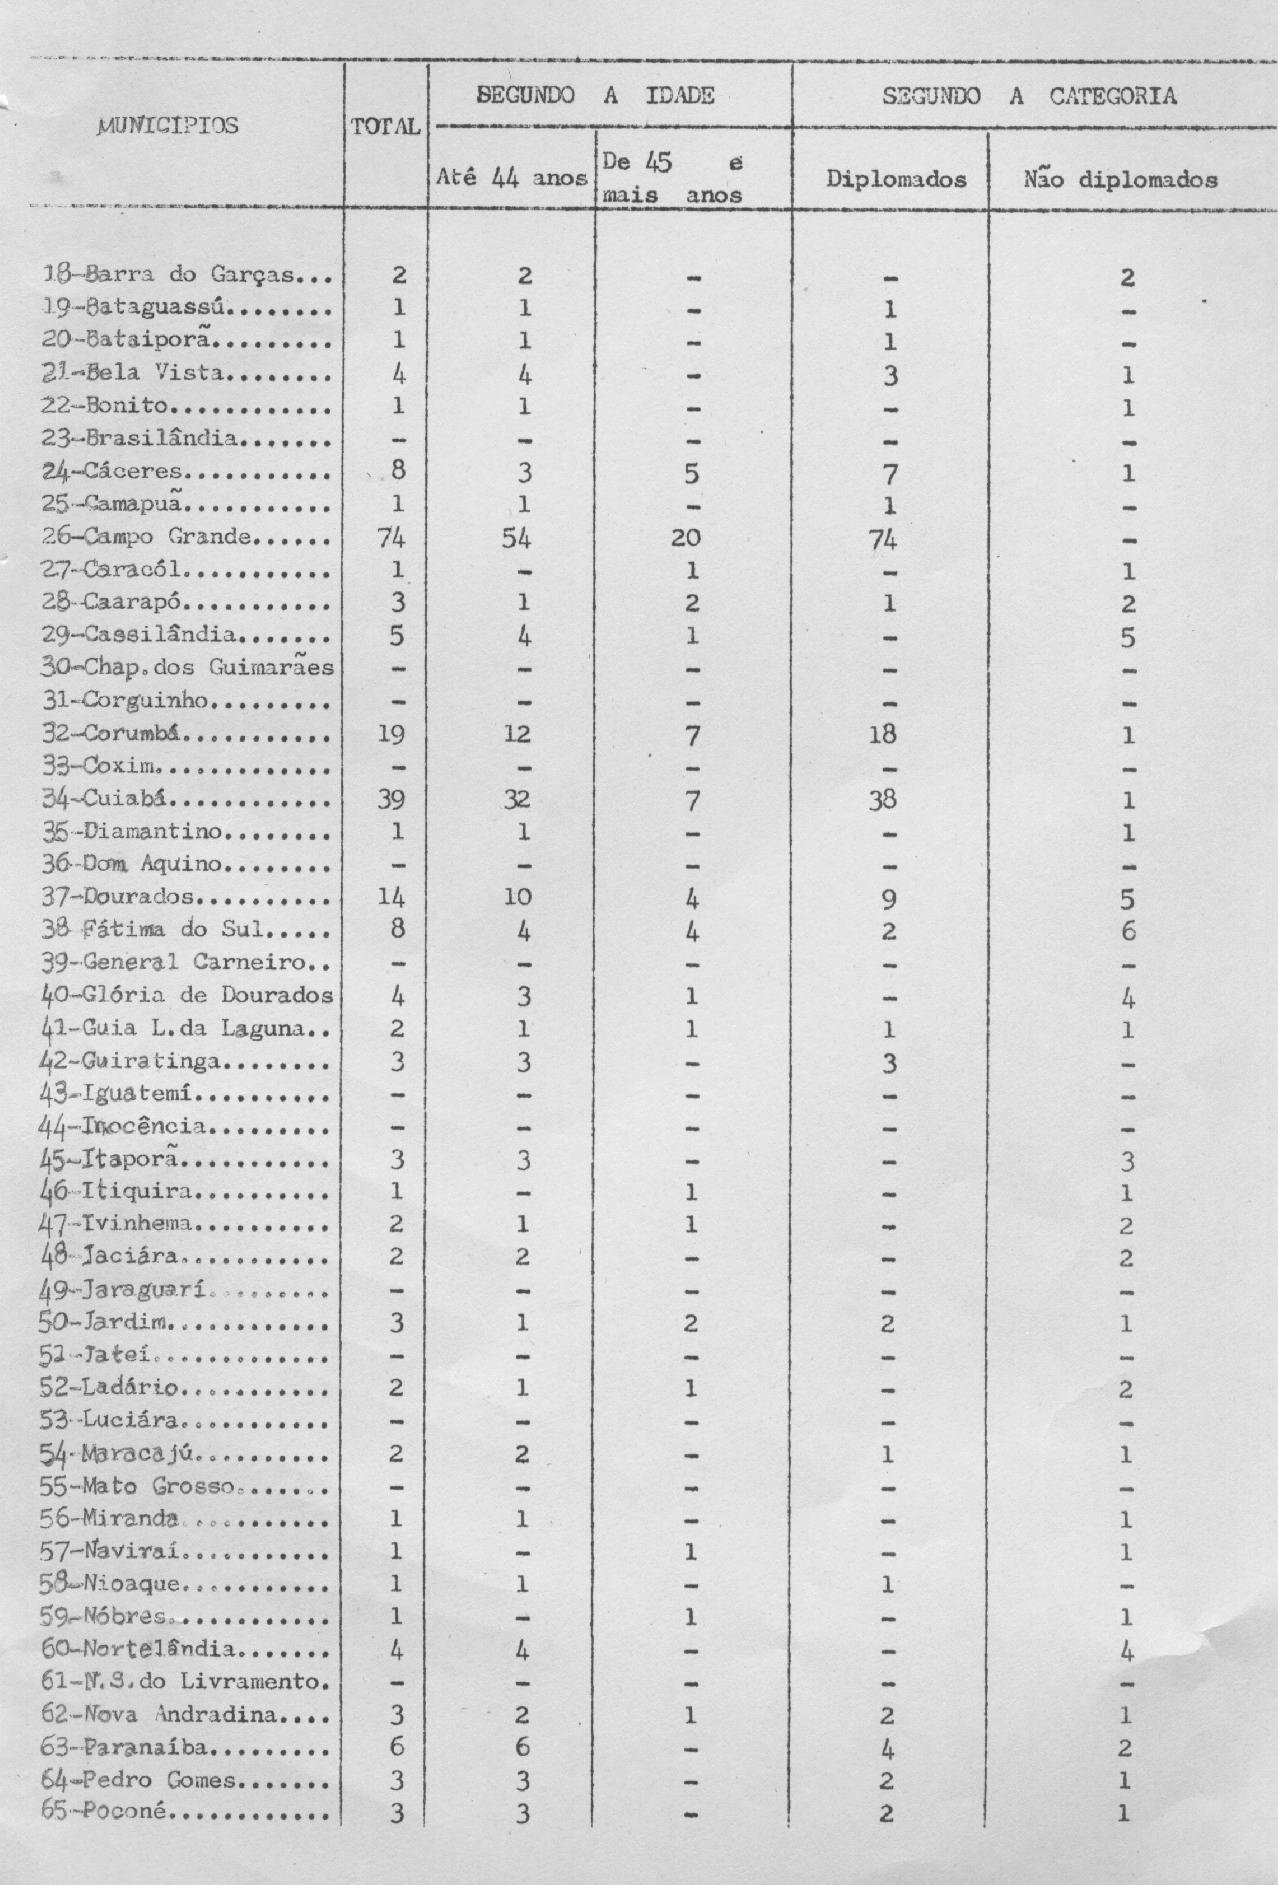 MUNICIPIOS TOTAL SEGUNDO A IDADE SEGUNDO A CATEGORIA
Até 44 anos De 45 e mais anos Diplomados Não diplomados
18-Barra do Garças... 2 2 - - 2
19-Bataguassú........ 1 1 - 1 -
20-Bataiporã......... 1 1 - 1 -
21-Bela Vista........ 4 4 - 3 1
22-Bonito............ 1 1 - - 1
23-Brasilândia....... - - - - -
24-Cáceres........... 8 3 5 7 1
25-Camapuã........... 1 1 - 1 -
26-Campo Grande...... 74 54 20 74 -
27-Caracól........... 1 - 1 - 1
28-Caarapó........... 3 1 2 1 2
29-Cassilândia....... 5 4 1 - 5
30-Chap.dos Guimarães - - - - -
31-Corguinho......... - - - - -
32-Corumbá........... 19 12 7 18 1
33-Coxim............. - - - - -
34-Cuiabá............ 39 32 7 38 1
35-Diamantino........ 1 1 - - 1
36-Dom Aquino........ - - - - -
37-Dourados.......... 14 10 4 9 5
38 Fátima do Sul..... 8 4 4 2 6
39-General Carneiro.. - - - - -
40-Glória de Dourados 4 3 1 - 4
41-Guia L.da Laguna.. 2 1 1 1 1
42-Guiratinga........ 3 3 - 3 -
43-Iguatemí.......... - - - - -
44-Inocência......... - - - - -
45-Itaporã........... 3 3 - - 3
46-Itiquira.......... 1 - 1 - 1
47-Ivinhema.......... 2 1 1 - 2
48-Jaciára........... 2 2 - - 2
49-Jaraguarí......... - - - - -
50-Jardim............ 3 1 2 2 1
51-Jateí............. - - - - -
52-Ladário........... 2 1 1 - 2
53-Luciára........... - - - - -
54-Maracajú.......... 2 2 - 1 1
55-Mato Grosso....... - - - - -
56-Miranda........... 1 1 - - 1
57-Naviraí........... 1 - 1 - 1
58-Nioaque........... 1 1 - 1 -
59-Nóbres............ 1 - 1 - 1
60-Nortelândia....... 4 4 - - 4
61-N.S.do Livramento. - - - - -
62-Nova Andradina.... 3 2 1 2 1
63-Paranaíba......... 6 6 - 4 2
64-Pedro Gomes....... 3 3 - 2 1
65-Poconé............ 3 3 - 2 1